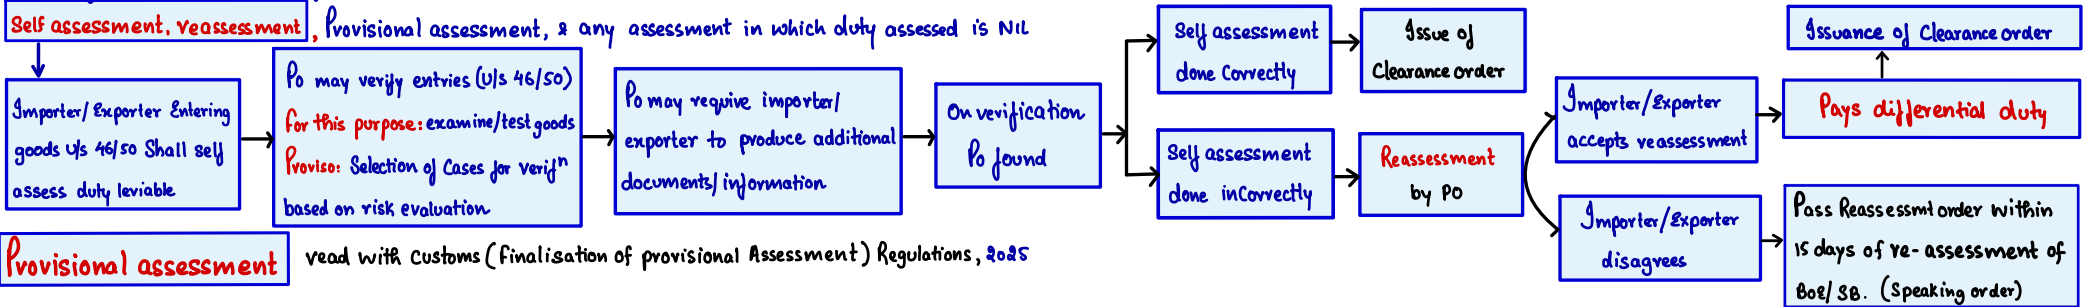 Self assessment, reassessment, Provisional assessment, & any assessment in which duty assessed is NIL
Importer/Exporter Entering
goods U/s 46/50 Shall self
assess duty leviable
Po may verify entries (U/s 46/50)
For this purpose: examine/test goods
Proviso: Selection of Cases for verifⁿ
based on risk evaluation
Po may require importer/
exporter to produce additional
documents/information
On verification
Po found
Self assessment
done Correctly
Issue of
Clearance order
Self assessment
done inCorrectly
Reassessment
by PO
Importer/Exporter
accepts reassessment
Pays differential duty
Issuance of Clearance order
Importer/Exporter
disagrees
Pass Reassessmt order within
15 days of re-assessment of
BoE/SB. (Speaking order)
Provisional assessment read with Customs (Finalisation of provisional Assessment) Regulations, 2025